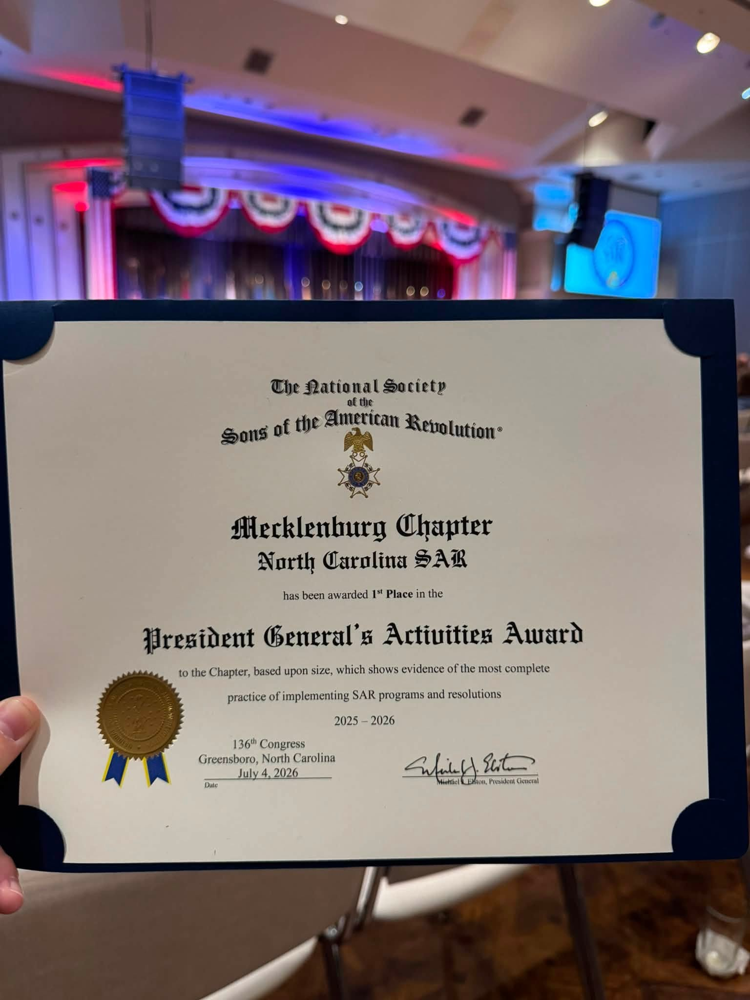 The National Society
of the
Sons of the American Revolution®
Mecklenburg Chapter
North Carolina SAR
has been awarded 1st Place in the
President General's Activities Award
to the Chapter, based upon size, which shows evidence of the most complete
practice of implementing SAR programs and resolutions
2025 – 2026
136th Congress
Greensboro, North Carolina
July 4, 2026
Date
Michael J. Elston, President General